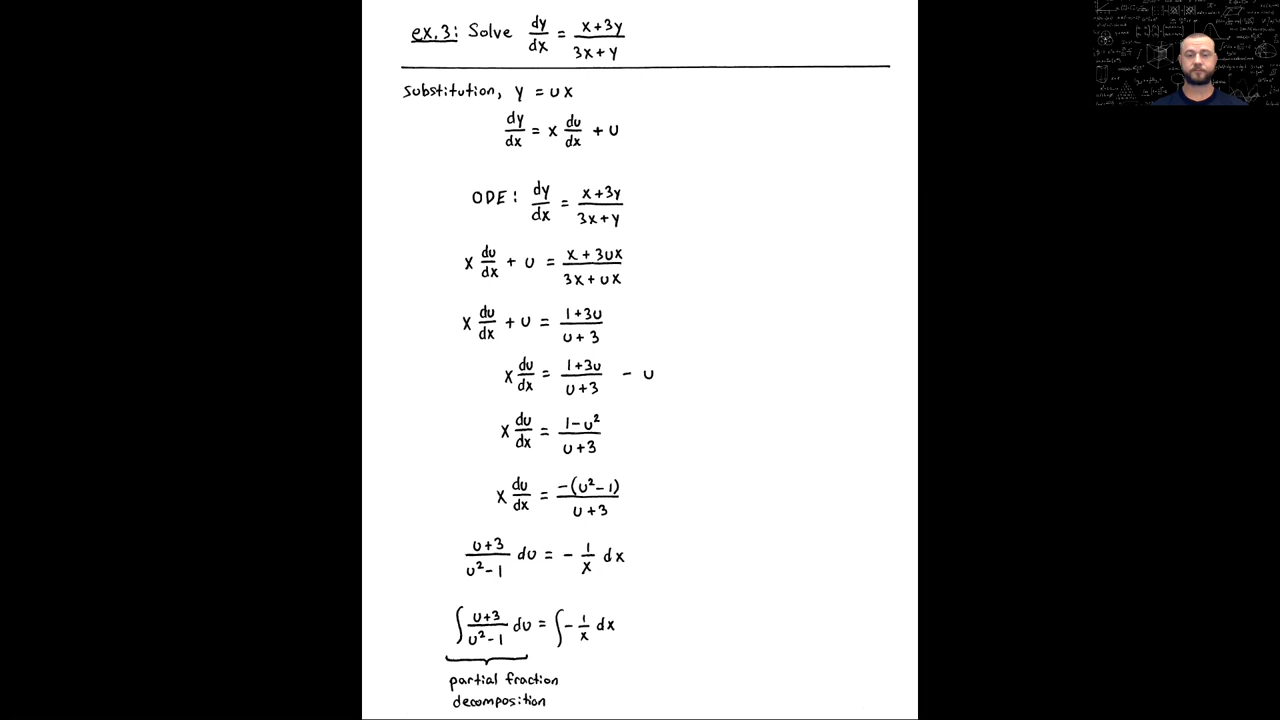 ex.3: Solve dy/dx = (x+3y)/(3x+y)
substitution, y = ux
dy/dx = x du/dx + u
ODE: dy/dx = (x+3y)/(3x+y)
x du/dx + u = (x+3ux)/(3x+ux)
x du/dx + u = (1+3u)/(u+3)
x du/dx = (1+3u)/(u+3) - u
x du/dx = (1-u²)/(u+3)
x du/dx = -(u²-1)/(u+3)
(u+3)/(u²-1) du = - 1/x dx
∫ (u+3)/(u²-1) du = ∫ - 1/x dx
partial fraction
decomposition